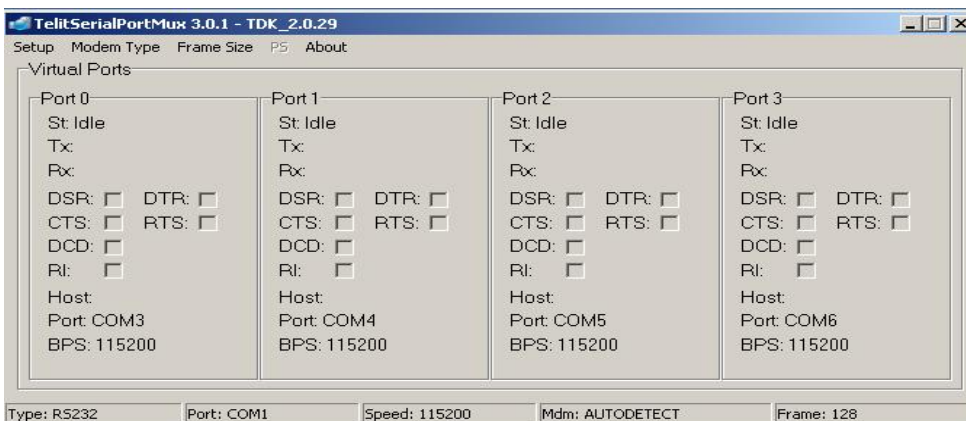 TelitSerialPortMux 3.0.1 - TDK_2.0.29
Setup Modem Type Frame Size PS About
Virtual Ports
Port 0 Port 1 Port 2 Port 3
St: Idle St: Idle St: Idle St: Idle
Tx: Tx: Tx: Tx:
Rx: Rx: Rx: Rx:
DSR: DTR: DSR: DTR: DSR: DTR: DSR: DTR:
CTS: RTS: CTS: RTS: CTS: RTS: CTS: RTS:
DCD: DCD: DCD: DCD:
RI: RI: RI: RI:
Host: Host: Host: Host:
Port: COM3 Port: COM4 Port: COM5 Port: COM6
BPS: 115200 BPS: 115200 BPS: 115200 BPS: 115200
Type: RS232 Port: COM1 Speed: 115200 Mdm: AUTODETECT Frame: 128